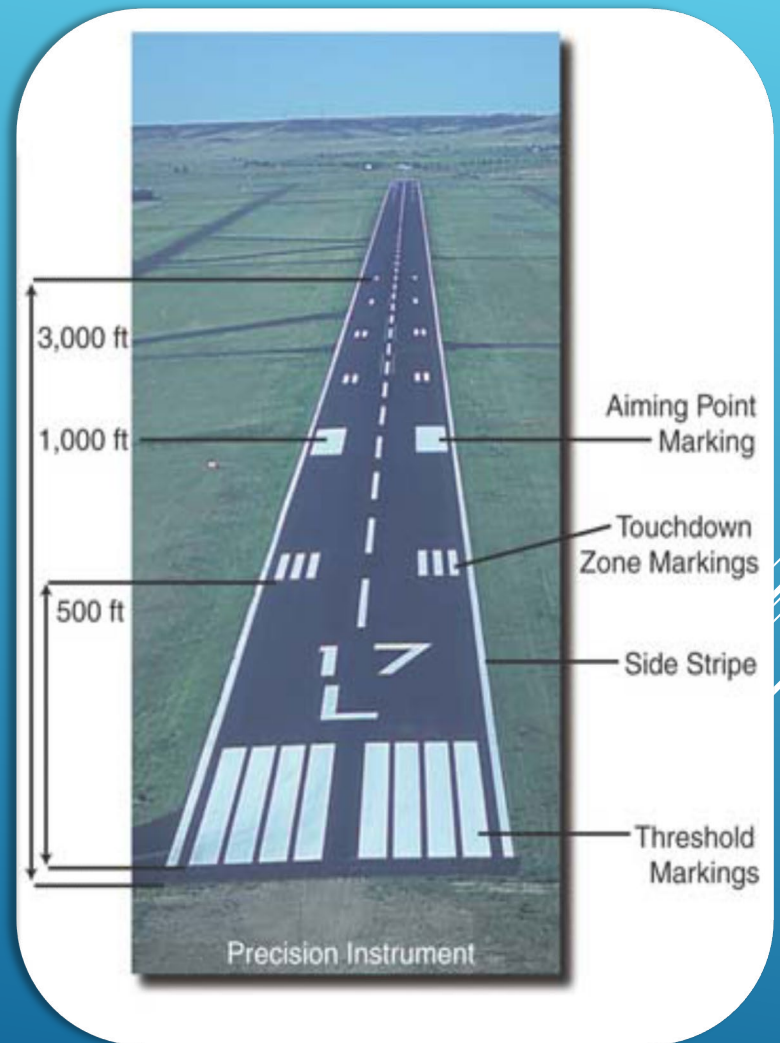 3,000 ft
1,000 ft
Aiming Point
Marking
Touchdown
Zone Markings
500 ft
17
L
Side Stripe
Threshold
Markings
Precision Instrument